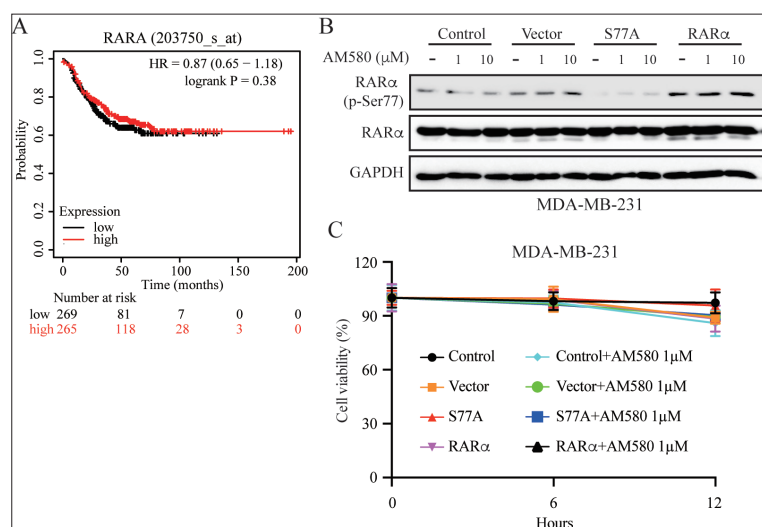 A
RARA (203750_s_at)
HR = 0.87 (0.65 − 1.18)
logrank P = 0.38
Probability
1.0
0.8
0.6
0.4
0.2
0.0
Expression
low
high
0 50 100 150 200
Time (months)
Number at risk
low 269 81 7 0 0
high 265 118 28 3 0
B
Control Vector S77A RARα
AM580 (μM) – 1 10 – 1 10 – 1 10 – 1 10
RARα
(p-Ser77)
RARα
GAPDH
MDA-MB-231
C
MDA-MB-231
Cell viability (%)
120
90
60
30
0
Control Control+AM580 1μM
Vector Vector+AM580 1μM
S77A S77A+AM580 1μM
RARα RARα+AM580 1μM
0 6 12
Hours